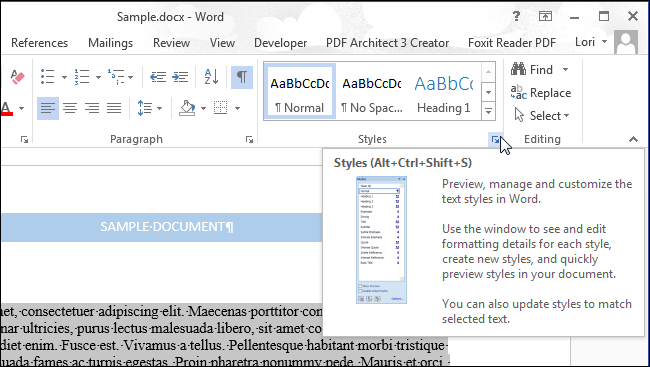 Sample.docx - Word
References Mailings Review View Developer PDF Architect 3 Creator Foxit Reader PDF Lori
AaBbCcDc AaBbCcDc AaBbCc
¶ Normal ¶ No Spac... Heading 1
Find
Replace
Select
Paragraph Styles Editing
Styles (Alt+Ctrl+Shift+S)
Preview, manage and customize the
text styles in Word.
Use the window to see and edit
formatting details for each style,
create new styles, and quickly
preview styles in your document.
You can also update styles to match
selected text.
SAMPLE·DOCUMENT¶
net,·consectetuer·adipiscing·elit.·Maecenas·porttitor·con
nar·ultricies,·purus·lectus·malesuada·libero,·sit·amet·co
diet·enim.·Fusce·est.·Vivamus·a·tellus.·Pellentesque·habitant·morbi·tristique·
suada·fames·ac·turpis·egestas.·Proin·pharetra·nonummy·pede.·Mauris·et·orci.·